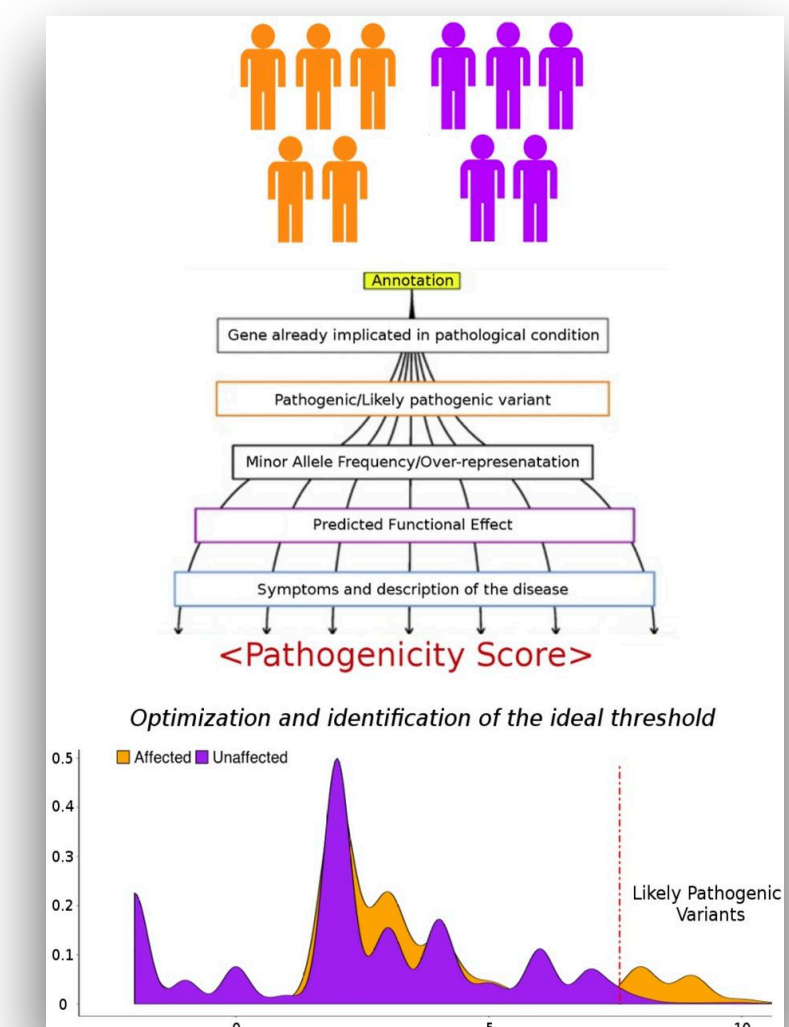 Annotation
Gene already implicated in pathological condition
Pathogenic/Likely pathogenic variant
Minor Allele Frequency/Over-represenatation
Predicted Functional Effect
Symptoms and description of the disease
<Pathogenicity Score>
Optimization and identification of the ideal threshold
Affected Unaffected
0.5
0.4
0.3
0.2
0.1
0
Likely Pathogenic
Variants
0 5 10